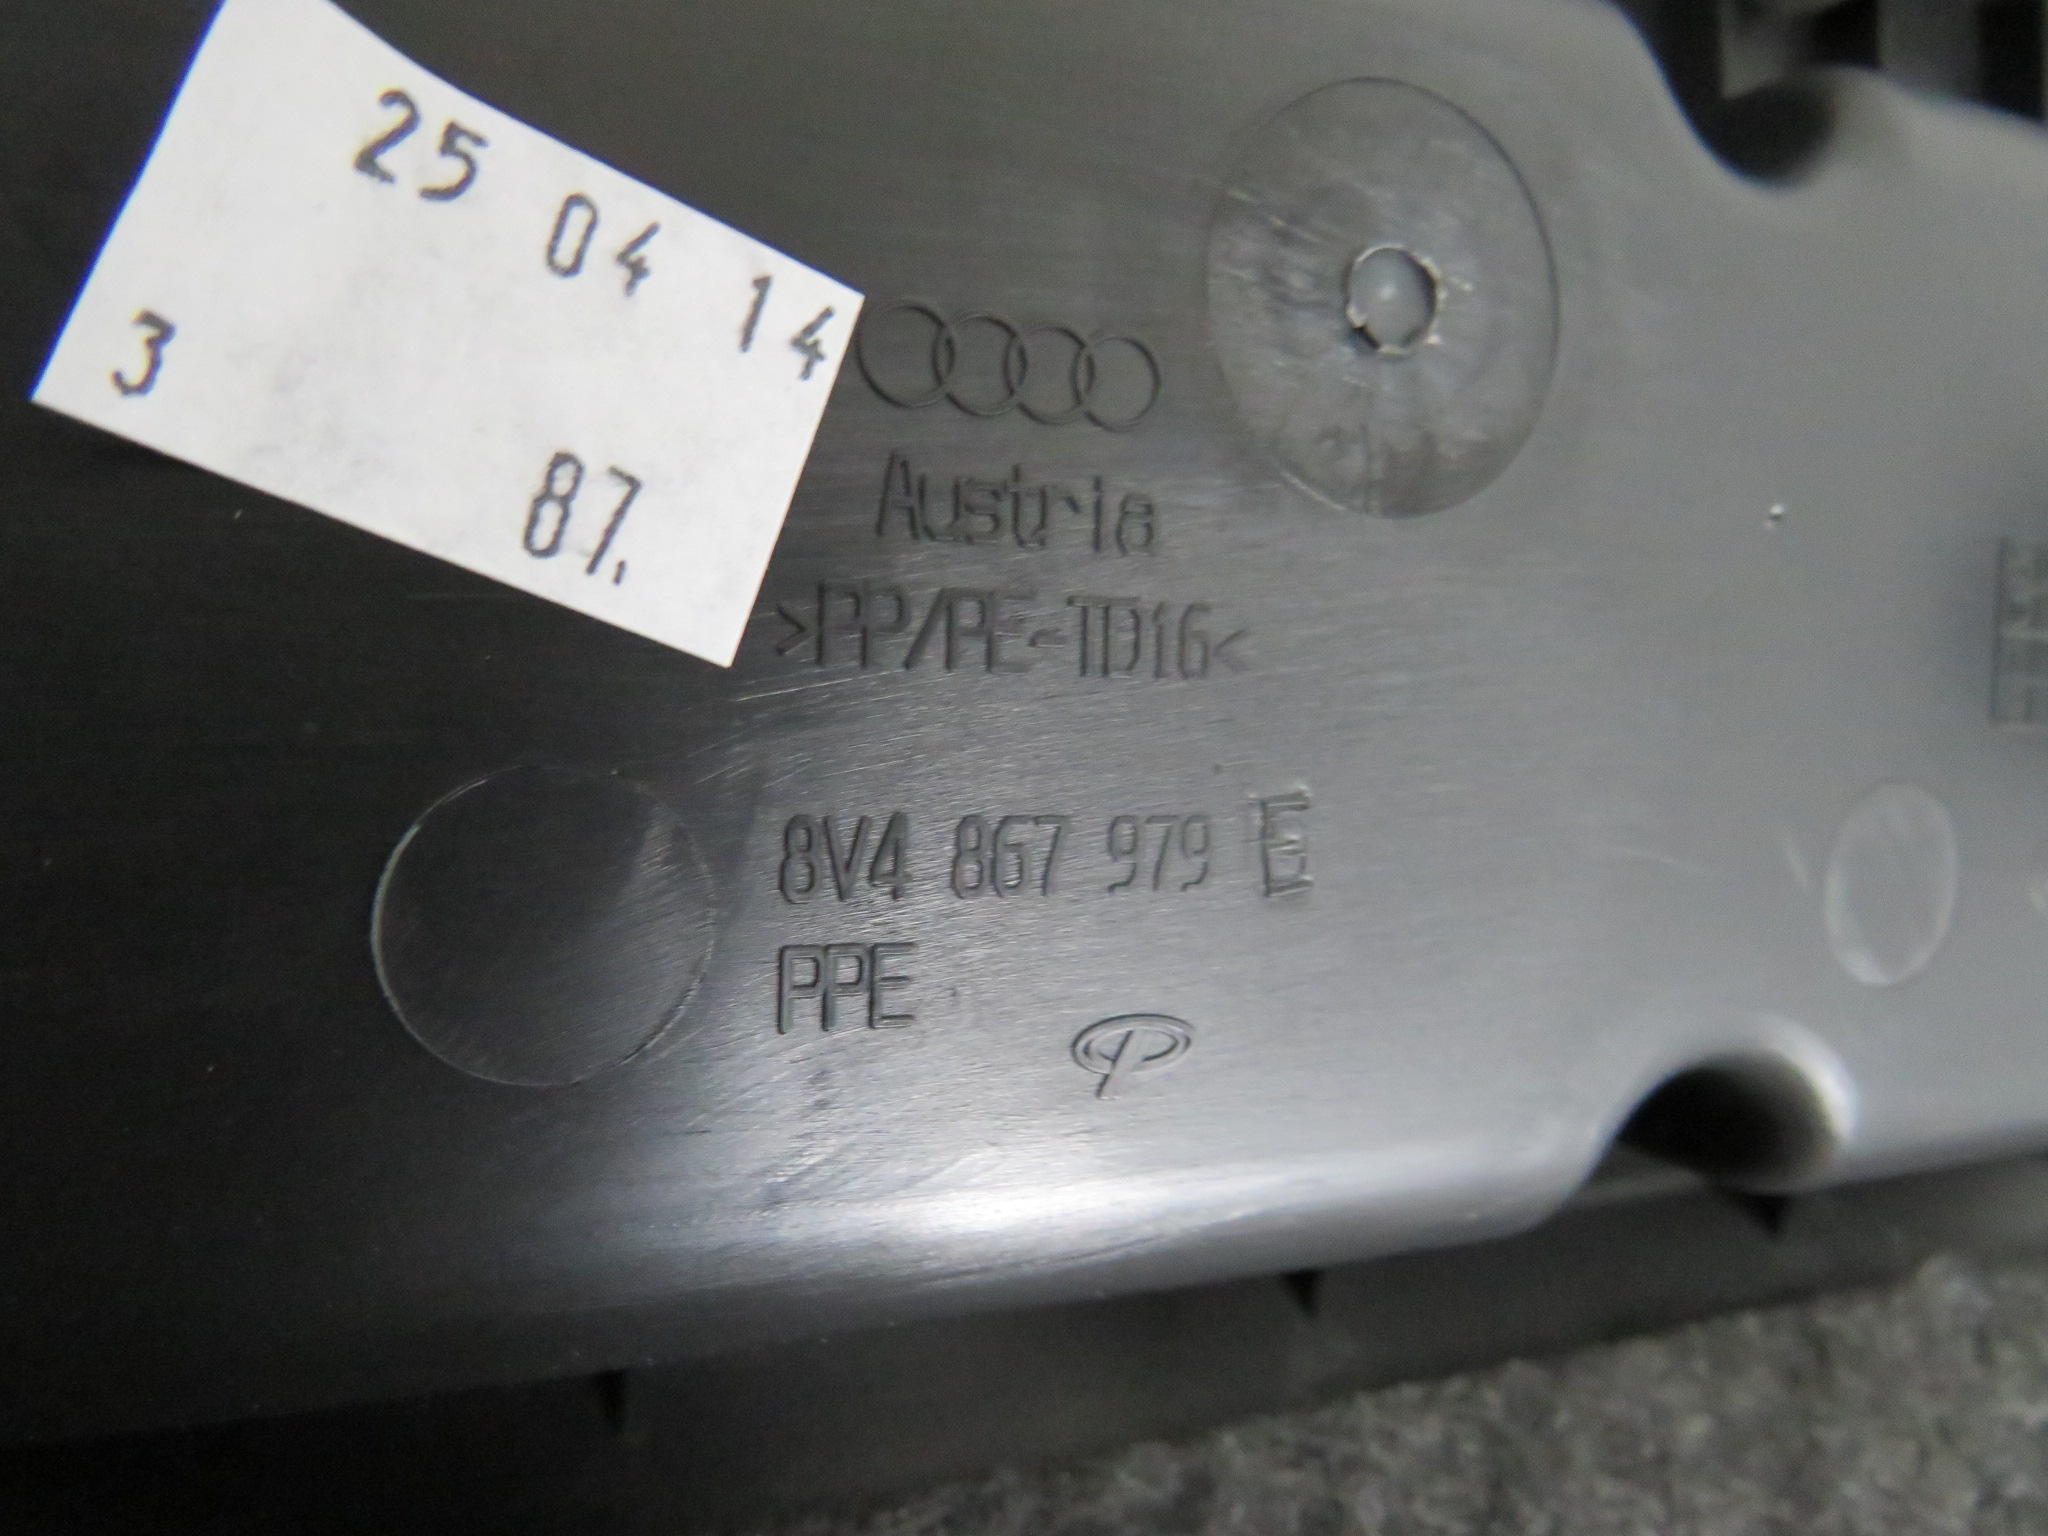 25 04 14
3 87.
Austria
>PP/PE-TD16<
8V4 867 979 E
PPE